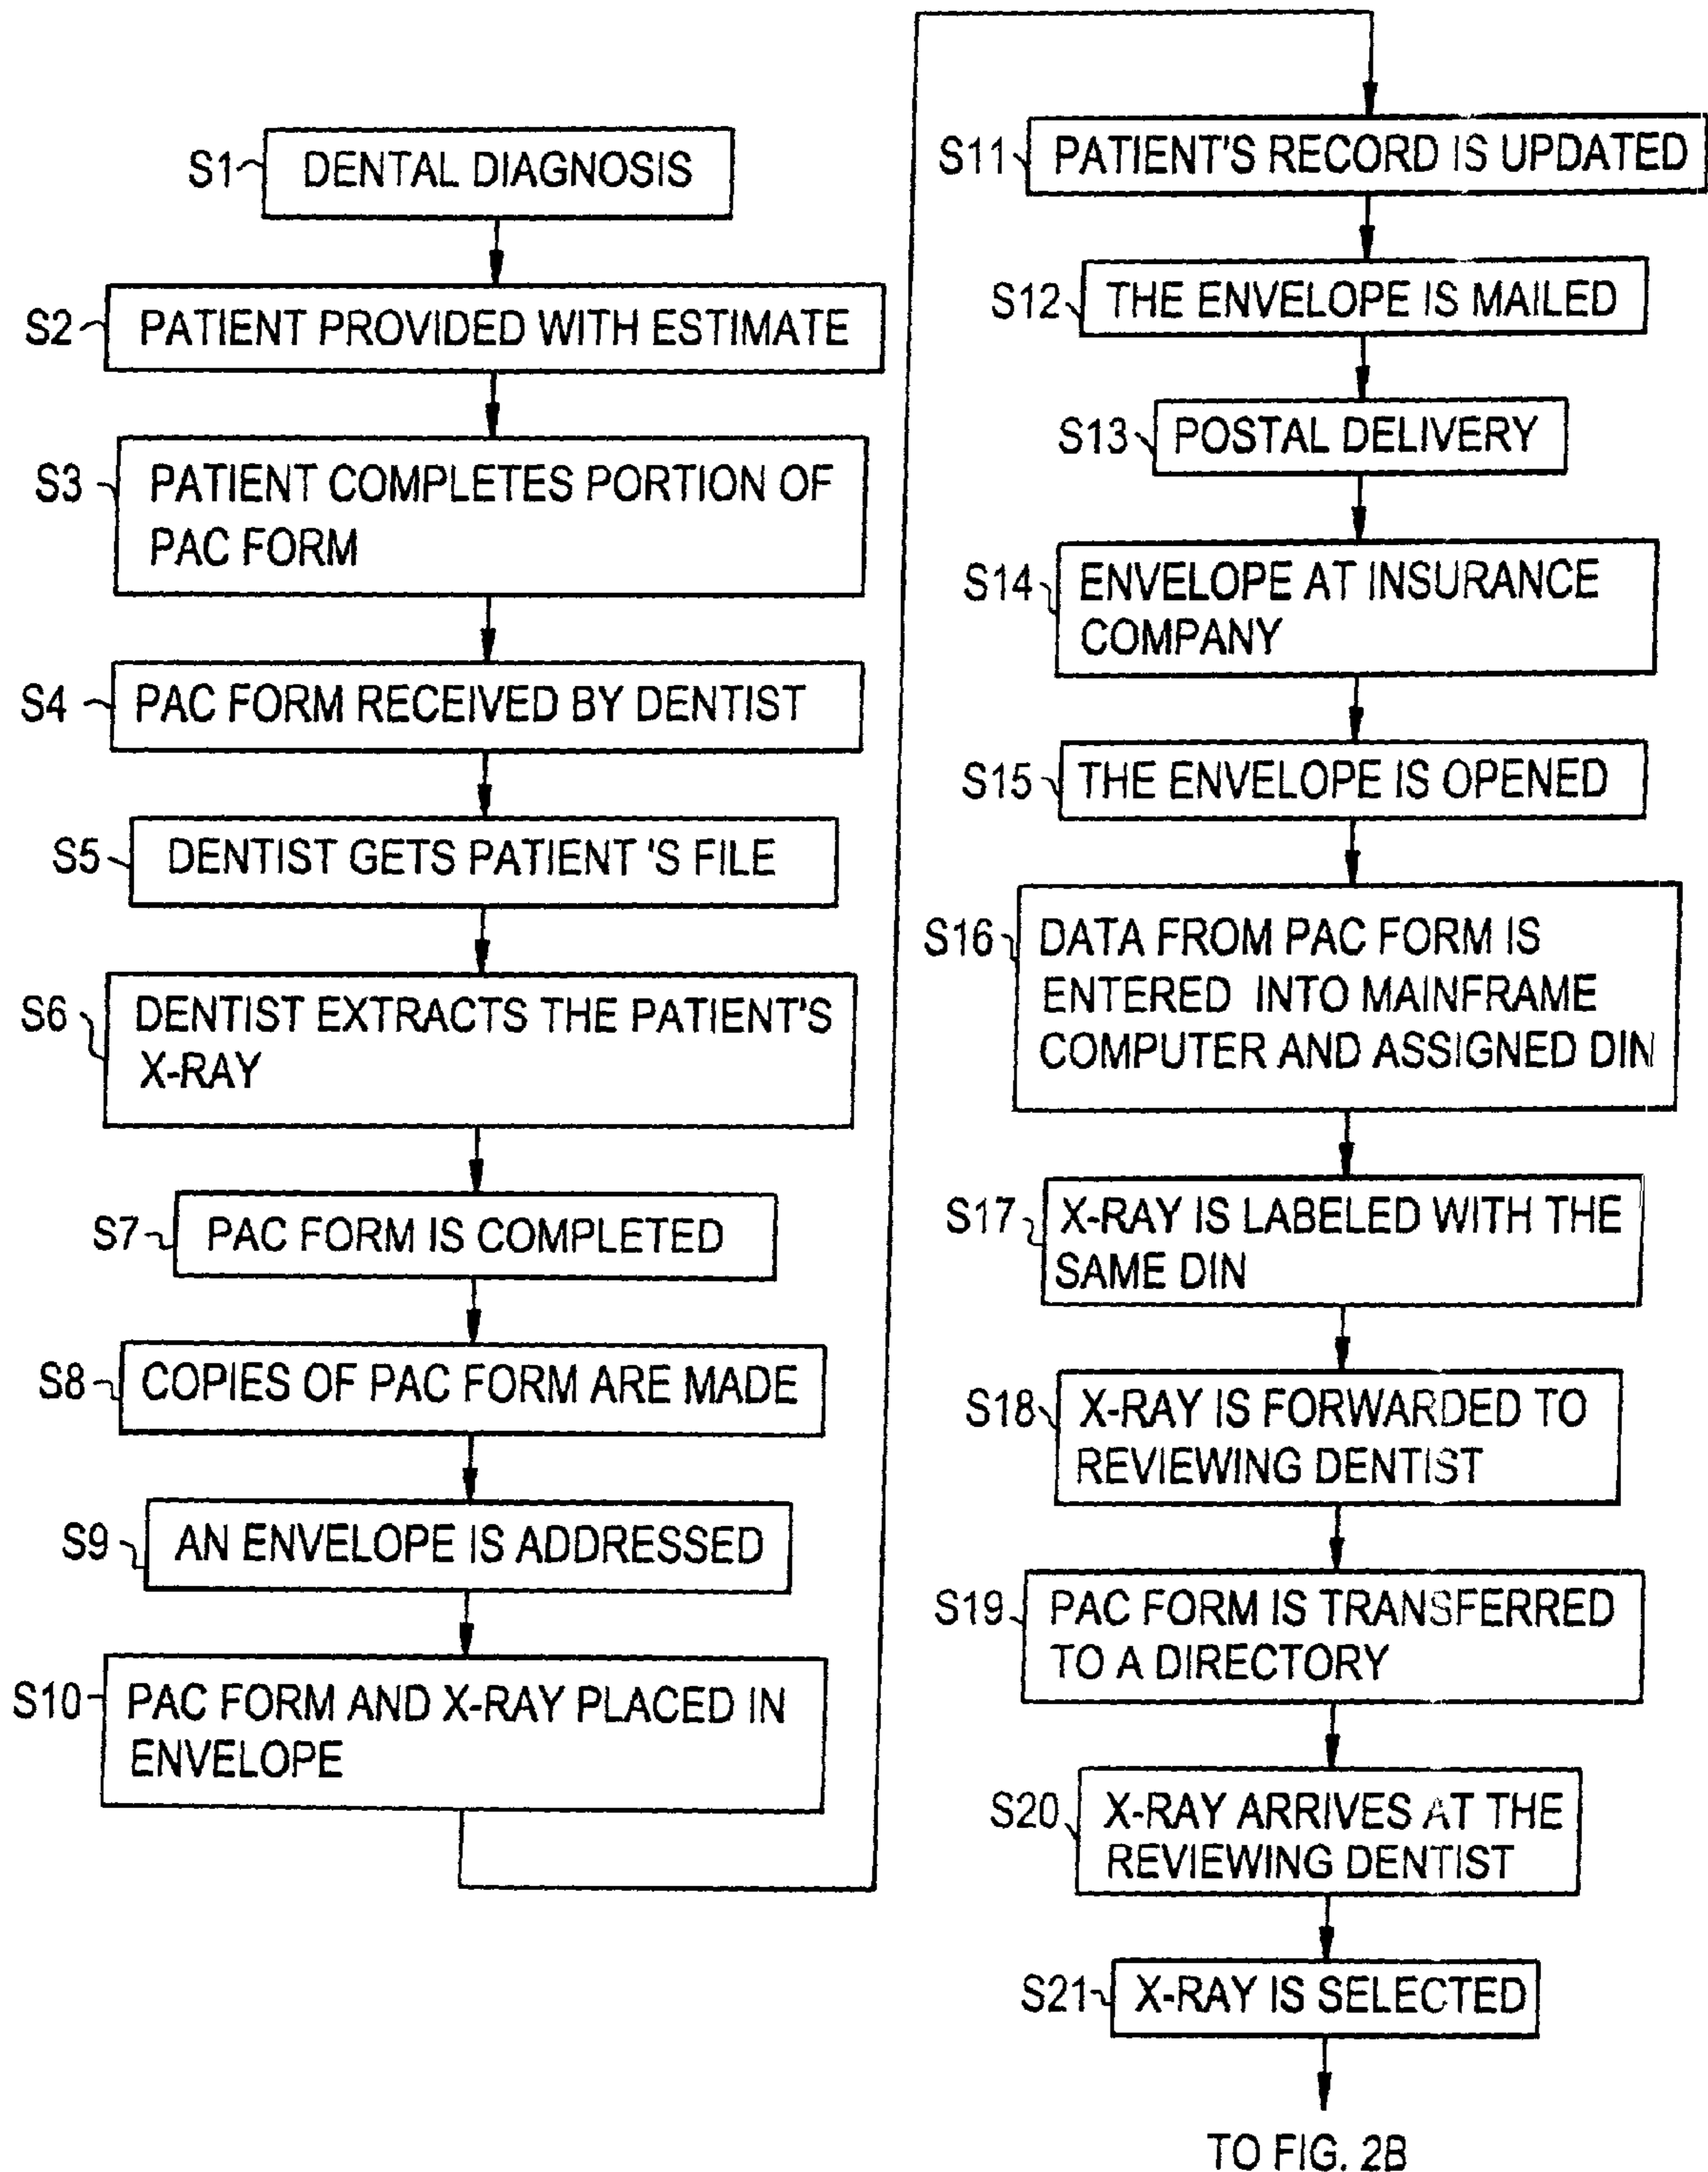 S1
DENTAL DIAGNOSIS
S2
PATIENT PROVIDED WITH ESTIMATE
S3
PATIENT COMPLETES PORTION OF
PAC FORM
S4
PAC FORM RECEIVED BY DENTIST
S5
DENTIST GETS PATIENT 'S FILE
S6
DENTIST EXTRACTS THE PATIENT'S
X-RAY
S7
PAC FORM IS COMPLETED
S8
COPIES OF PAC FORM ARE MADE
S9
AN ENVELOPE IS ADDRESSED
S10
PAC FORM AND X-RAY PLACED IN
ENVELOPE
S11
PATIENT'S RECORD IS UPDATED
S12
THE ENVELOPE IS MAILED
S13
POSTAL DELIVERY
S14
ENVELOPE AT INSURANCE
COMPANY
S15
THE ENVELOPE IS OPENED
S16
DATA FROM PAC FORM IS
ENTERED INTO MAINFRAME
COMPUTER AND ASSIGNED DIN
S17
X-RAY IS LABELED WITH THE
SAME DIN
S18
X-RAY IS FORWARDED TO
REVIEWING DENTIST
S19
PAC FORM IS TRANSFERRED
TO A DIRECTORY
S20
X-RAY ARRIVES AT THE
REVIEWING DENTIST
S21
X-RAY IS SELECTED
TO FIG. 2B